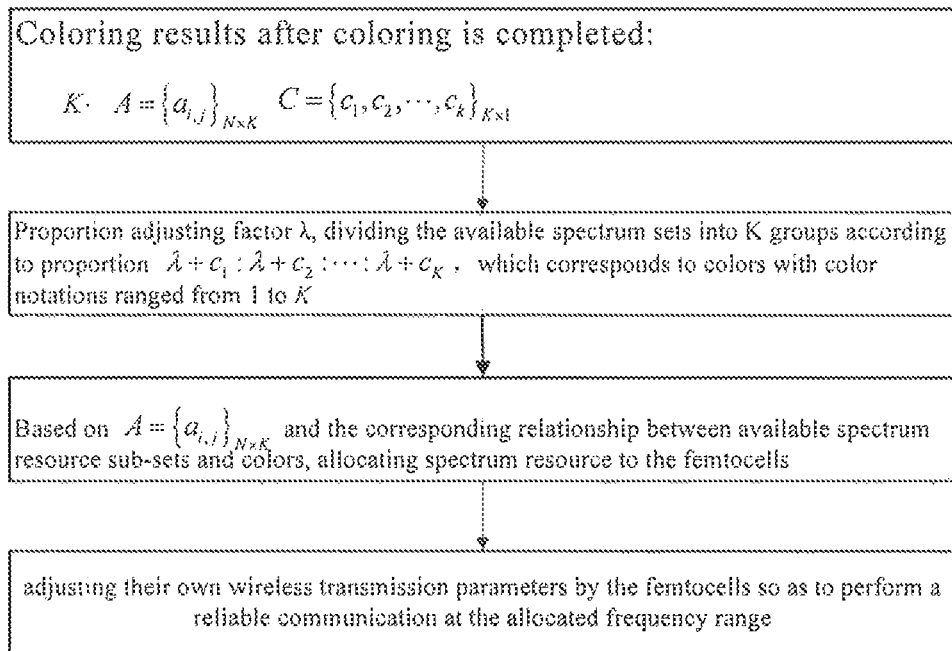 Coloring results after coloring is completed:
K· A = {a_{i,j}}_{N×K} C = {c_1, c_2, ⋯, c_k}_{K×1}
Proportion adjusting factor λ, dividing the available spectrum sets into K groups according
to proportion λ + c_1 : λ + c_2 : ⋯ : λ + c_K , which corresponds to colors with color
notations ranged from 1 to K
Based on A = {a_{i,j}}_{N×K} and the corresponding relationship between available spectrum
resource sub-sets and colors, allocating spectrum resource to the femtocells
adjusting their own wireless transmission parameters by the femtocells so as to perform a
reliable communication at the allocated frequency range